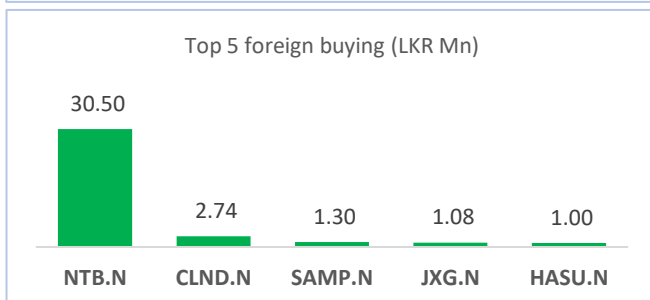 Top 5 foreign buying (LKR Mn)
30.50
2.74
1.30
1.08
1.00
NTB.N CLND.N SAMP.N JXG.N HASU.N